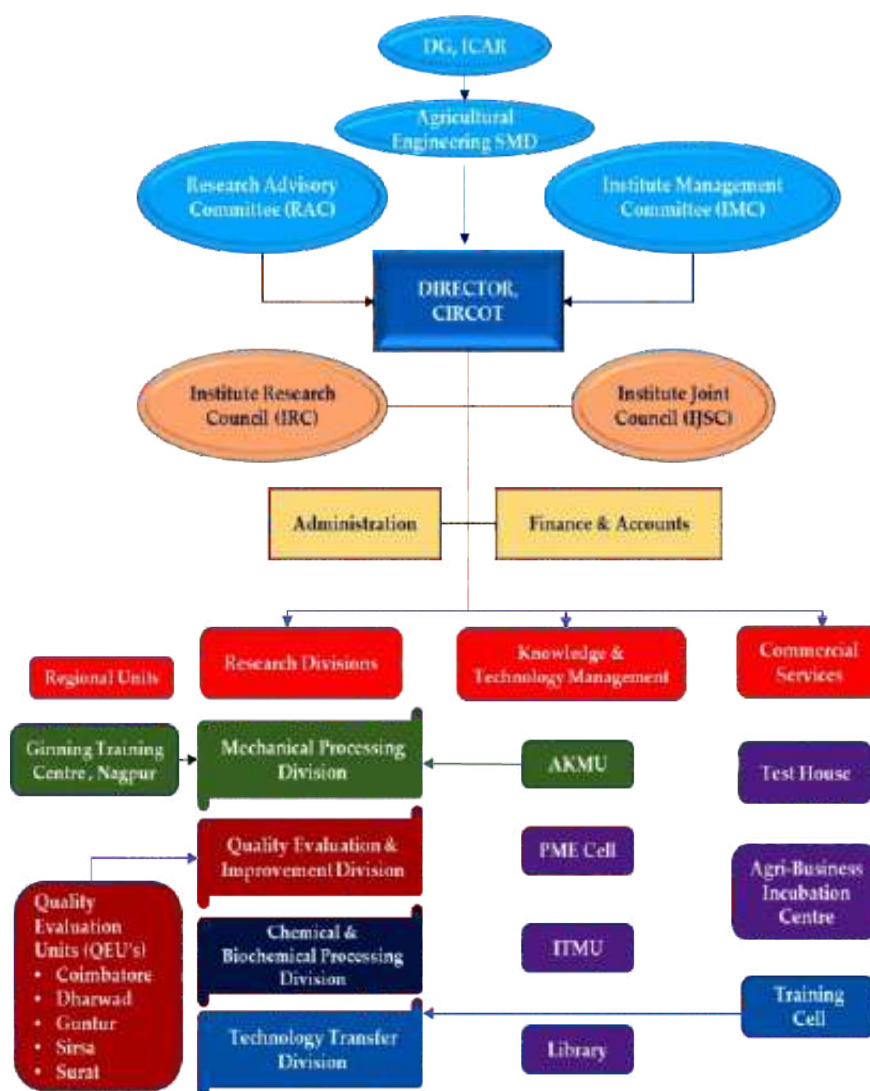 DG, ICAR
Agricultural
Engineering SMD
Research Advisory
Committee (RAC)
Institute Management
Committee (IMC)
DIRECTOR,
CIRCOT
Institute Research
Council (IRC)
Institute Joint
Council (IJSC)
Administration
Finance & Accounts
Regional Units
Research Divisions
Knowledge &
Technology Management
Commercial
Services
Ginning Training
Centre, Nagpur
Mechanical Processing
Division
AKMU
Test House
Quality Evaluation &
Improvement Division
PME Cell
Agri-Business
Incubation
Centre
Quality
Evaluation
Units (QEU's)
• Coimbatore
• Dharwad
• Guntur
• Sirsa
• Surat
Chemical &
Biochemical Processing
Division
ITMU
Training
Cell
Technology Transfer
Division
Library